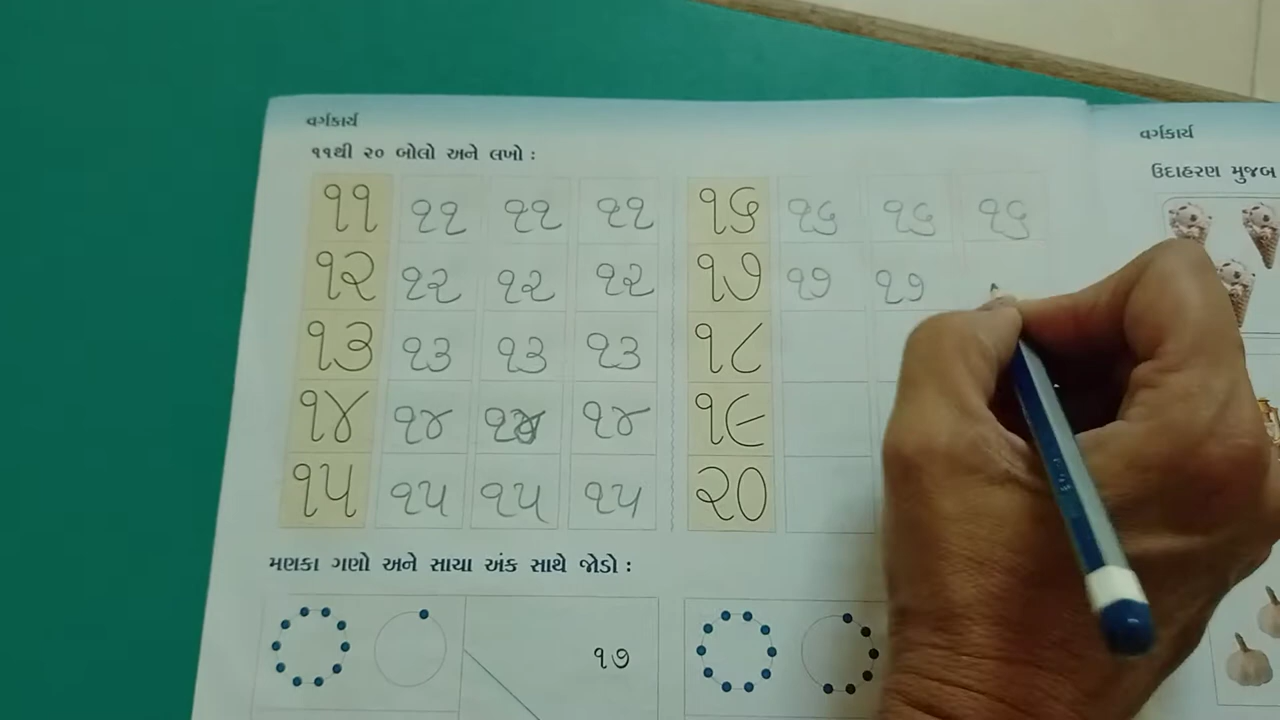 વર્ગકાર્ય
૧૧થી ૨૦ બોલો અને લખો :
૧૧ ૧૧ ૧૧ ૧૧ ૧૬ ૧૬ ૧૬ ૧૬
૧૨ ૧૨ ૧૨ ૧૨ ૧૭ ૧૭ ૧૭
૧૩ ૧૩ ૧૩ ૧૩ ૧૮
૧૪ ૧૪ ૧૪ ૧૪ ૧૯
૧૫ ૧૫ ૧૫ ૧૫ ૨૦
મણકા ગણો અને સાચા અંક સાથે જોડો :
૧૭
વર્ગકાર્ય
ઉદાહરણ મુજબ